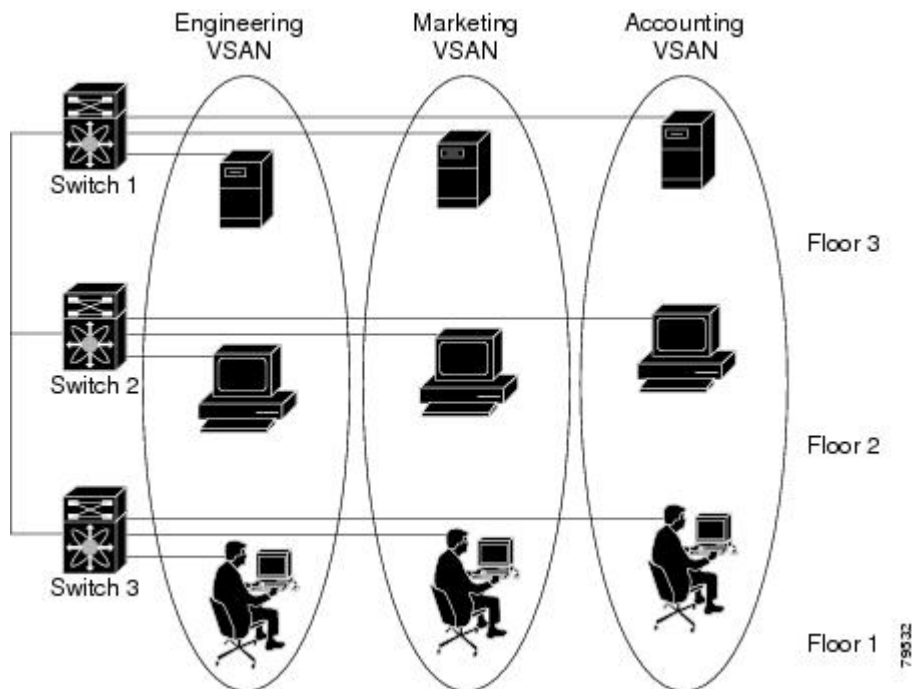 Engineering
VSAN
Marketing
VSAN
Accounting
VSAN
Switch 1
Floor 3
Switch 2
Floor 2
Switch 3
Floor 1
79532